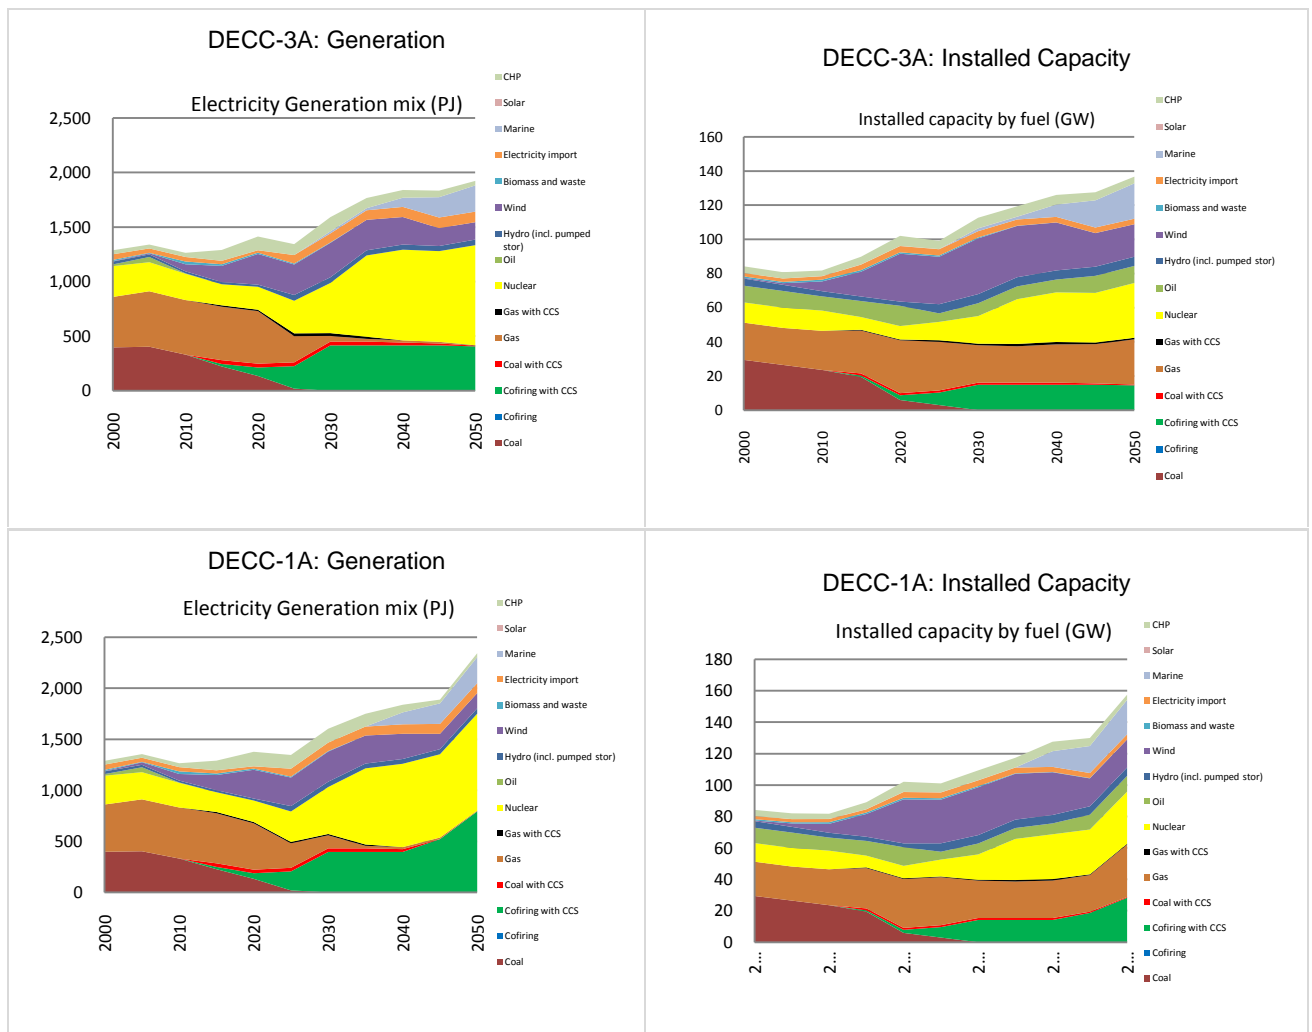 DECC-3A: Generation
Electricity Generation mix (PJ)
2,500
2,000
1,500
1,000
500
0
2000
2010
2020
2030
2040
2050
CHP
Solar
Marine
Electricity import
Biomass and waste
Wind
Hydro (incl. pumped
stor)
Oil
Nuclear
Gas with CCS
Gas
Coal with CCS
Cofiring with CCS
Cofiring
Coal
DECC-3A: Installed Capacity
Installed capacity by fuel (GW)
160
140
120
100
80
60
40
20
0
2000
2010
2020
2030
2040
2050
CHP
Solar
Marine
Electricity import
Biomass and waste
Wind
Hydro (incl. pumped stor)
Oil
Nuclear
Gas with CCS
Gas
Coal with CCS
Cofiring with CCS
Cofiring
Coal
DECC-1A: Generation
Electricity Generation mix (PJ)
2,500
2,000
1,500
1,000
500
0
2000
2010
2020
2030
2040
2050
CHP
Solar
Marine
Electricity import
Biomass and waste
Wind
Hydro (incl. pumped stor)
Oil
Nuclear
Gas with CCS
Gas
Coal with CCS
Cofiring with CCS
Cofiring
Coal
DECC-1A: Installed Capacity
Installed capacity by fuel (GW)
180
160
140
120
100
80
60
40
20
0
2...
2...
2...
2...
2...
2...
CHP
Solar
Marine
Electricity import
Biomass and waste
Wind
Hydro (incl. pumped stor)
Oil
Nuclear
Gas with CCS
Gas
Coal with CCS
Cofiring with CCS
Cofiring
Coal